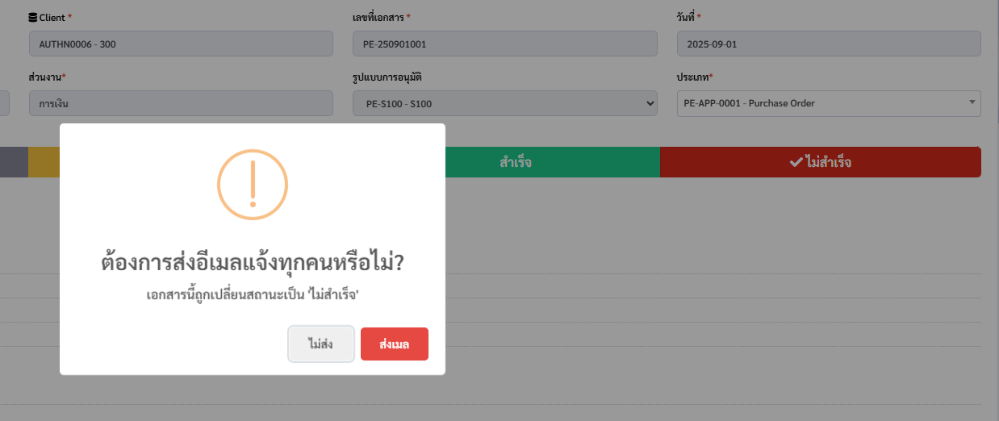 Client *
เลขที่เอกสาร *
วันที่ *
AUTHN0006 - 300
PE-250901001
2025-09-01
ส่วนงาน*
รูปแบบการอนุมัติ
ประเภท*
การเงิน
PE-S100 - S100
PE-APP-0001 - Purchase Order
สำเร็จ
ไม่สำเร็จ
ต้องการส่งอีเมลแจ้งทุกคนหรือไม่?
เอกสารนี้ถูกเปลี่ยนสถานะเป็น 'ไม่สำเร็จ'
ไม่ส่ง
ส่งเมล